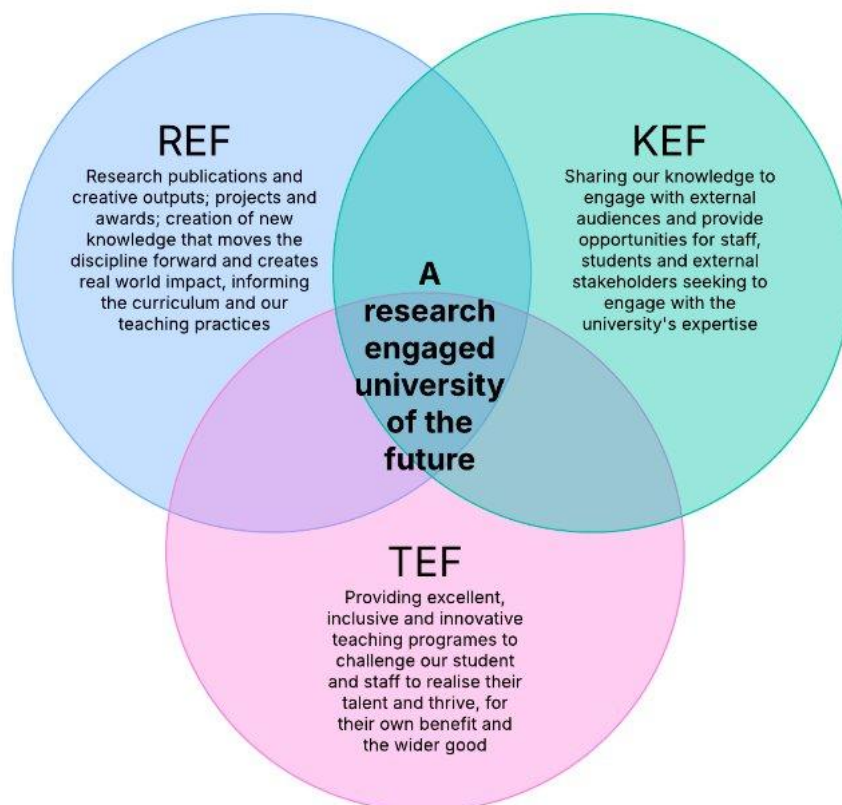 REF
Research publications and
creative outputs; projects and
awards; creation of new
knowledge that moves the
discipline forward and creates
real world impact, informing
the curriculum and our
teaching practices
KEF
Sharing our knowledge to
engage with external
audiences and provide
opportunities for staff,
students and external
stakeholders seeking to
engage with the
university's expertise
A
research
engaged
university
of the
future
TEF
Providing excellent,
inclusive and innovative
teaching programes to
challenge our student
and staff to realise their
talent and thrive, for
their own benefit and
the wider good